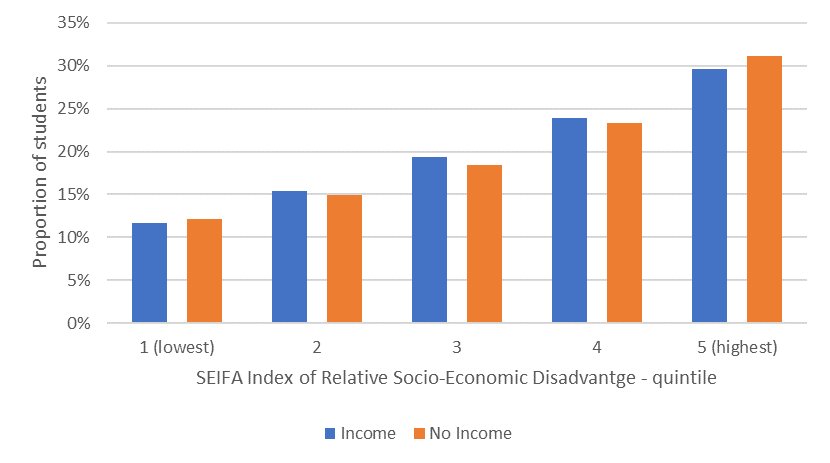 35%
30%
25%
20%
15%
10%
5%
0%
Proportion of students
1 (lowest) 2 3 4 5 (highest)
SEIFA Index of Relative Socio-Economic Disadvantge - quintile
Income No Income